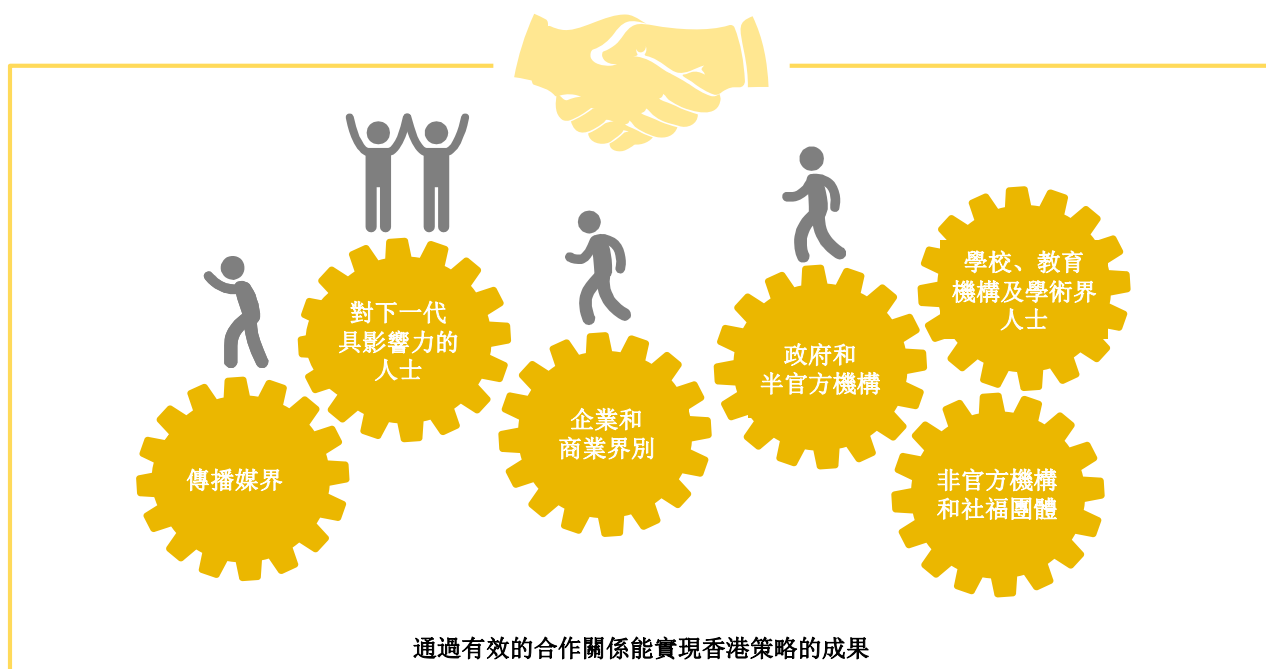 傳播媒界
對下一代
具影響力的
人士
企業和
商業界別
政府和
半官方機構
學校、教育
機構及學術界
人士
非官方機構
和社福團體
通過有效的合作關係能實現香港策略的成果